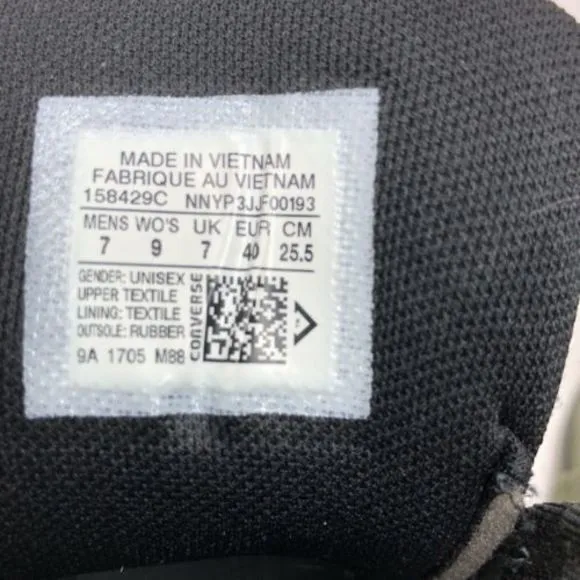 MADE IN VIETNAM
FABRIQUE AU VIETNAM
158429C NNYP3JJF00193
MENS WO'S UK EUR CM
7 9 7 40 25.5
GENDER: UNISEX
UPPER TEXTILE
LINING: TEXTILE
OUTSOLE: RUBBER
9A 1705 M88
CONVERSE